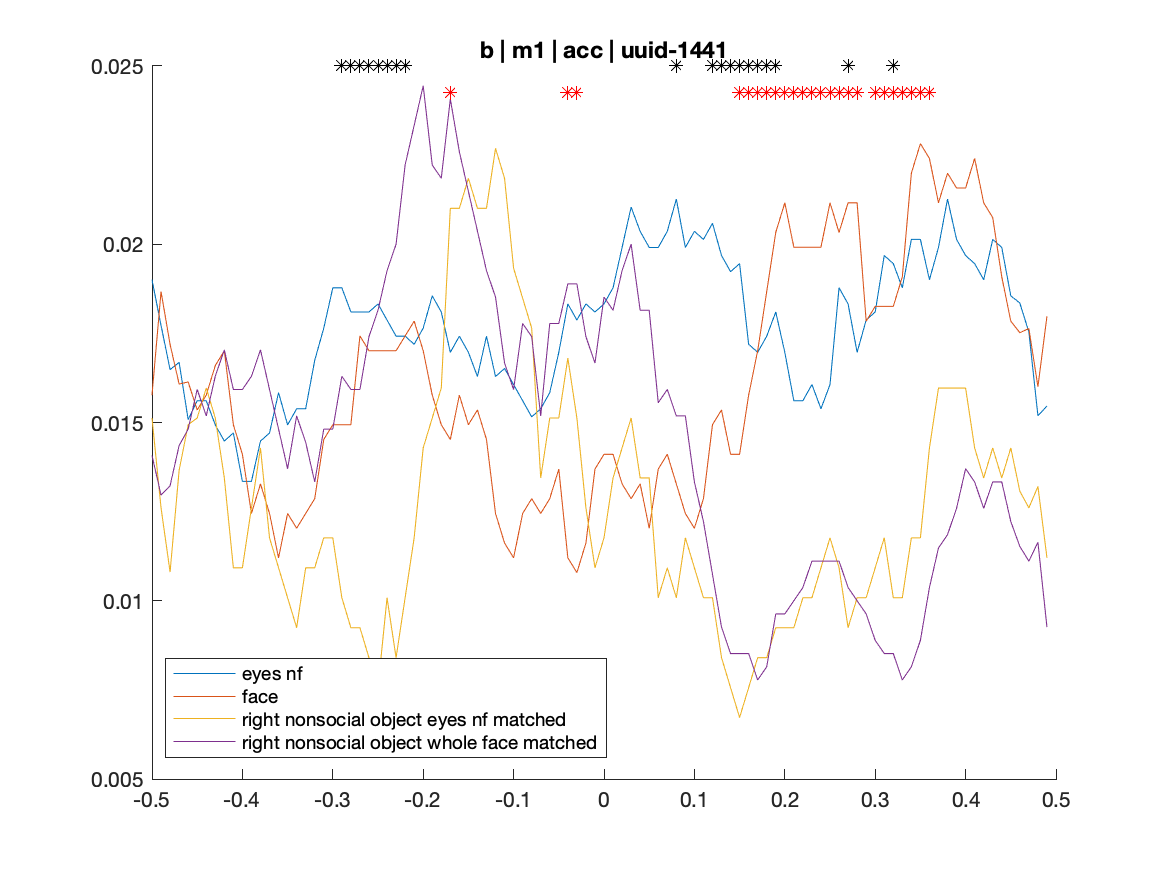 b | m1 | acc | uuid-1441
0.025
0.02
0.015
0.01
0.005
eyes nf
face
right nonsocial object eyes nf matched
right nonsocial object whole face matched
-0.5 -0.4 -0.3 -0.2 -0.1 0 0.1 0.2 0.3 0.4 0.5